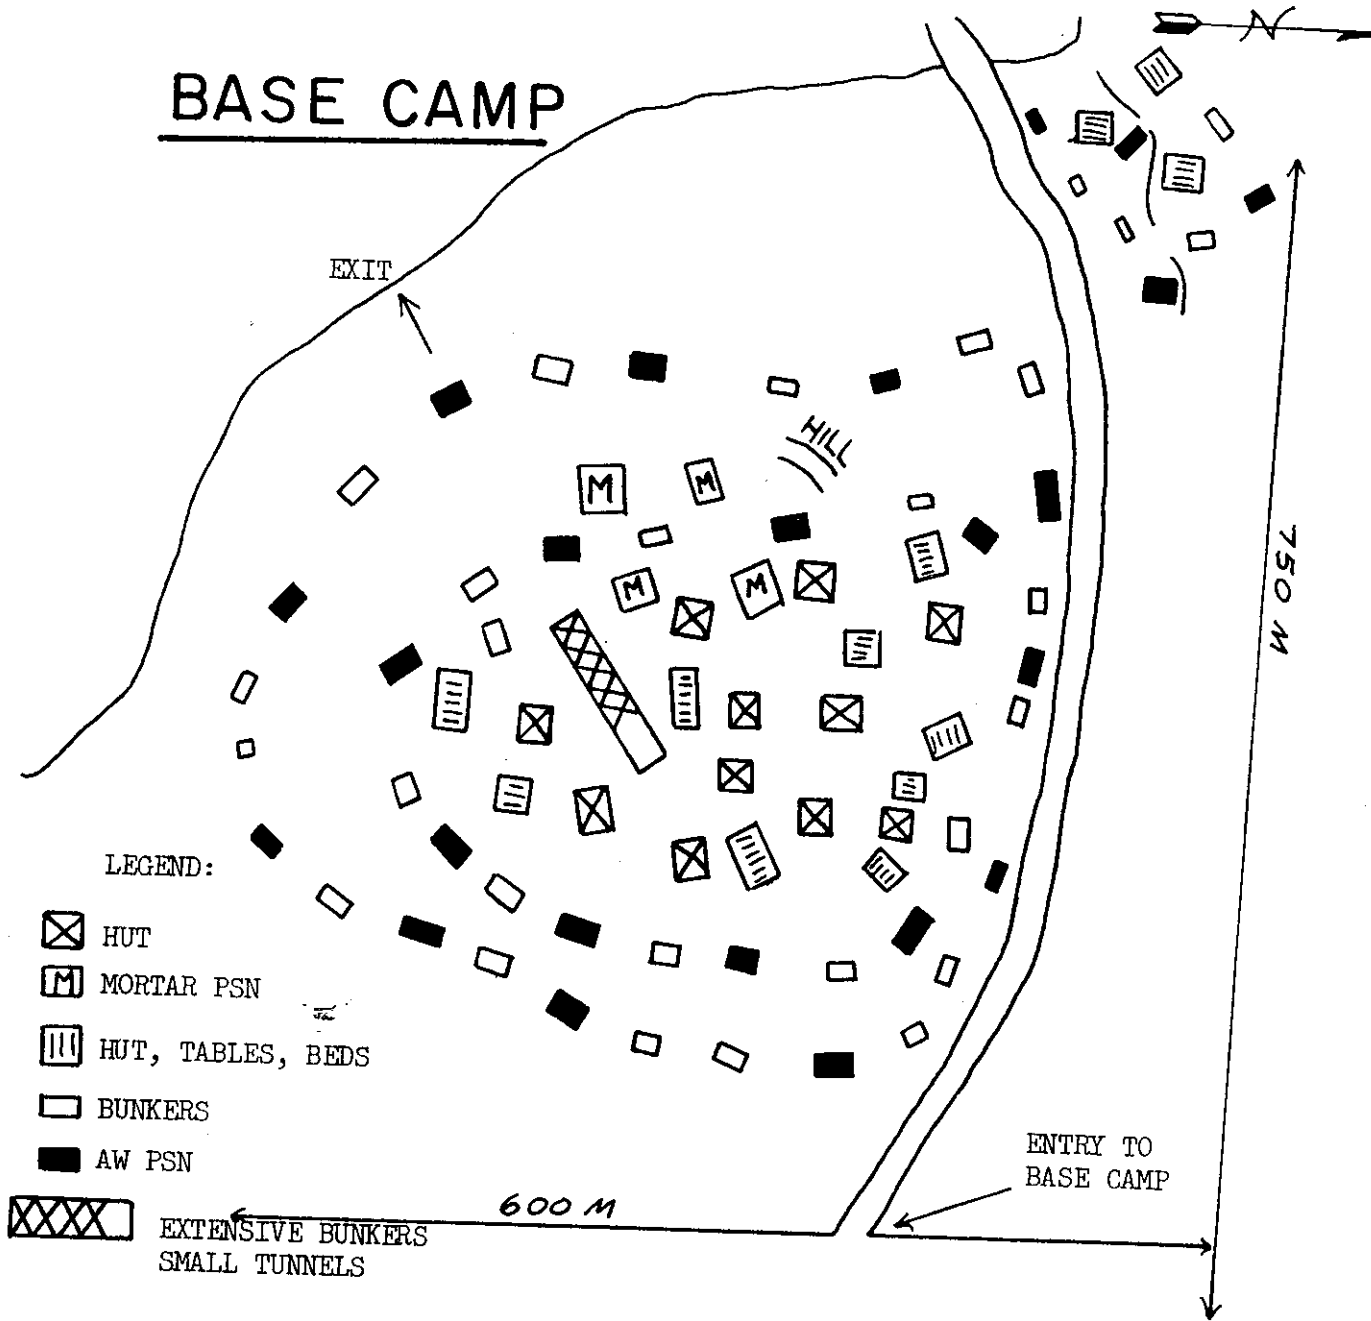 N
BASE CAMP
EXIT
HILL
M
M
M
M
750 M
LEGEND:
HUT
M MORTAR PSN
HUT, TABLES, BEDS
BUNKERS
AW PSN
EXTENSIVE BUNKERS
SMALL TUNNELS
600 M
ENTRY TO
BASE CAMP